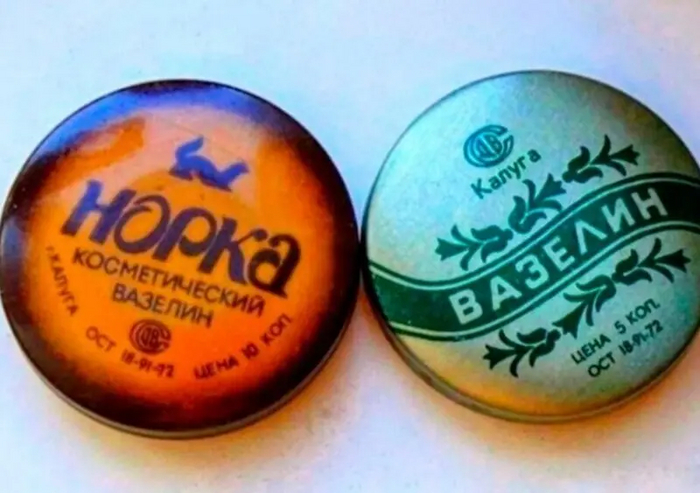 НОРКА
КОСМЕТИЧЕСКИЙ
ВАЗЕЛИН
Г.КАЛУГА ОСТ 18-91-72 ЦЕНА 10 КОП.
Калуга
ВАЗЕЛИН
ЦЕНА 5 КОП.
ОСТ 18-91-72